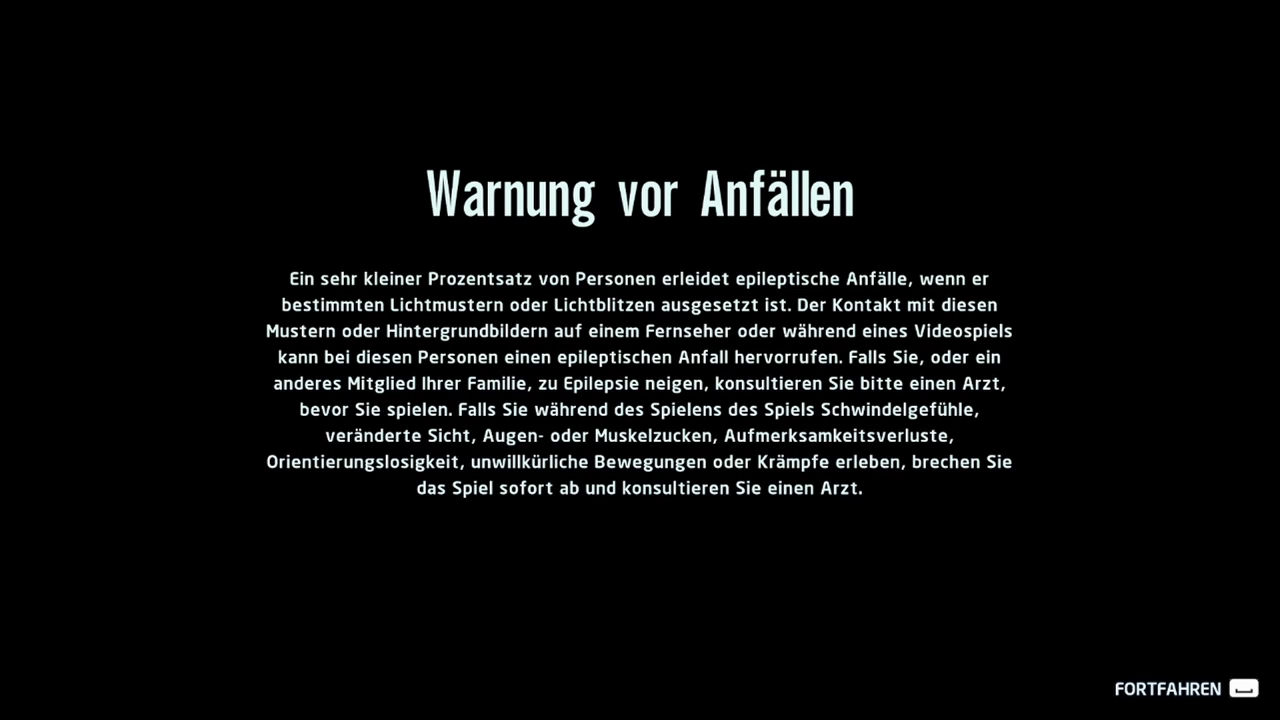 Warnung vor Anfällen
Ein sehr kleiner Prozentsatz von Personen erleidet epileptische Anfälle, wenn er
bestimmten Lichtmustern oder Lichtblitzen ausgesetzt ist. Der Kontakt mit diesen
Mustern oder Hintergrundbildern auf einem Fernseher oder während eines Videospiels
kann bei diesen Personen einen epileptischen Anfall hervorrufen. Falls Sie, oder ein
anderes Mitglied Ihrer Familie, zu Epilepsie neigen, konsultieren Sie bitte einen Arzt,
bevor Sie spielen. Falls Sie während des Spielens des Spiels Schwindelgefühle,
veränderte Sicht, Augen- oder Muskelzucken, Aufmerksamkeitsverluste,
Orientierungslosigkeit, unwillkürliche Bewegungen oder Krämpfe erleben, brechen Sie
das Spiel sofort ab und konsultieren Sie einen Arzt.
FORTFAHREN